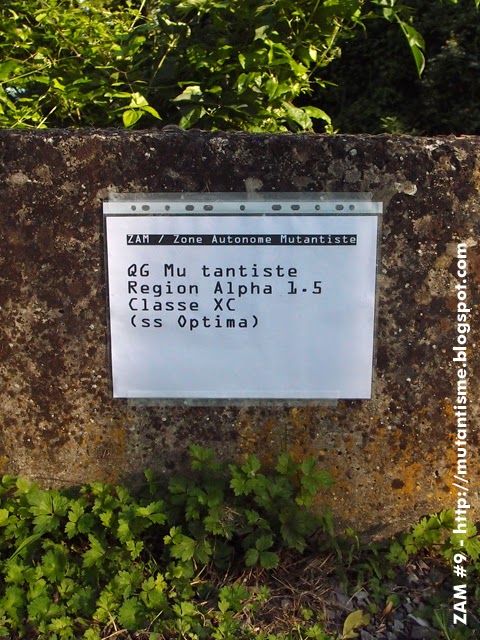 ZAM / Zone Autonome Mutantiste
QG Mu tantiste
Region Alpha 1.5
Classe XC
(ss Optima)
ZAM #9 - http://mutantisme.blogspot.com